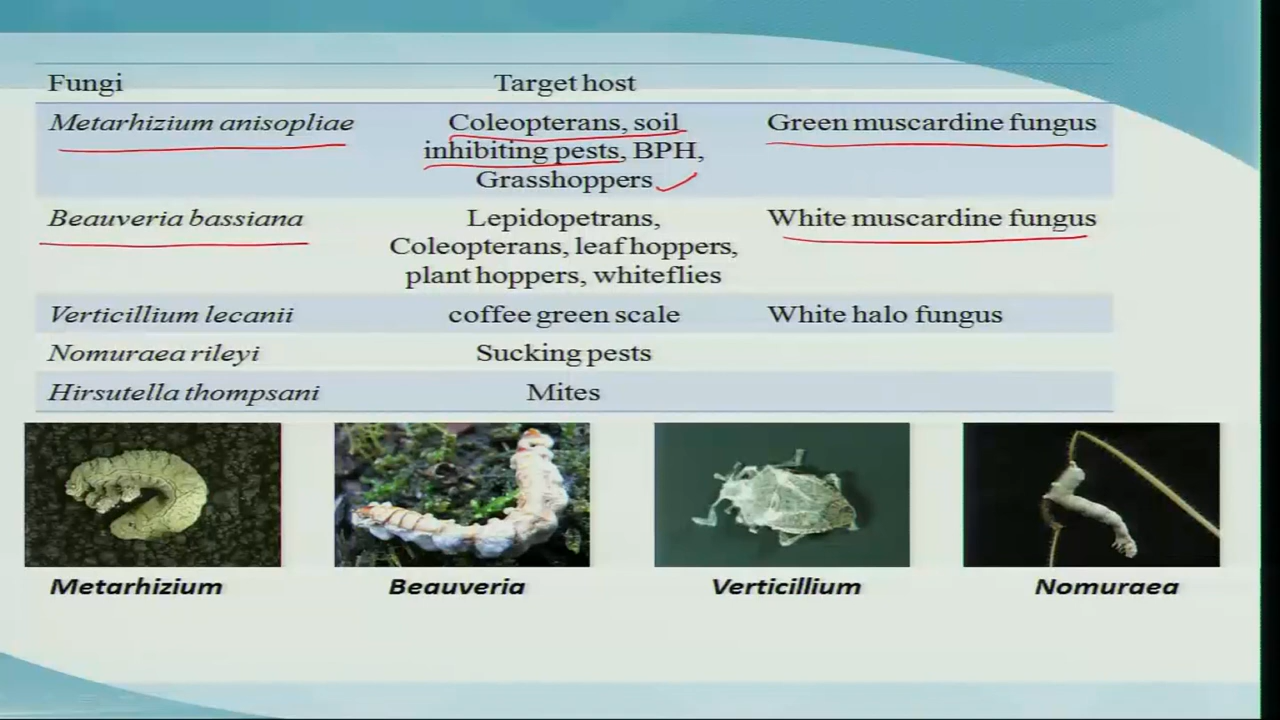 Fungi Target host
Metarhizium anisopliae Coleopterans, soil Green muscardine fungus
inhibiting pests, BPH,
Grasshoppers
Beauveria bassiana Lepidopetrans, White muscardine fungus
Coleopterans, leaf hoppers,
plant hoppers, whiteflies
Verticillium lecanii coffee green scale White halo fungus
Nomuraea rileyi Sucking pests
Hirsutella thompsani Mites
Metarhizium Beauveria Verticillium Nomuraea